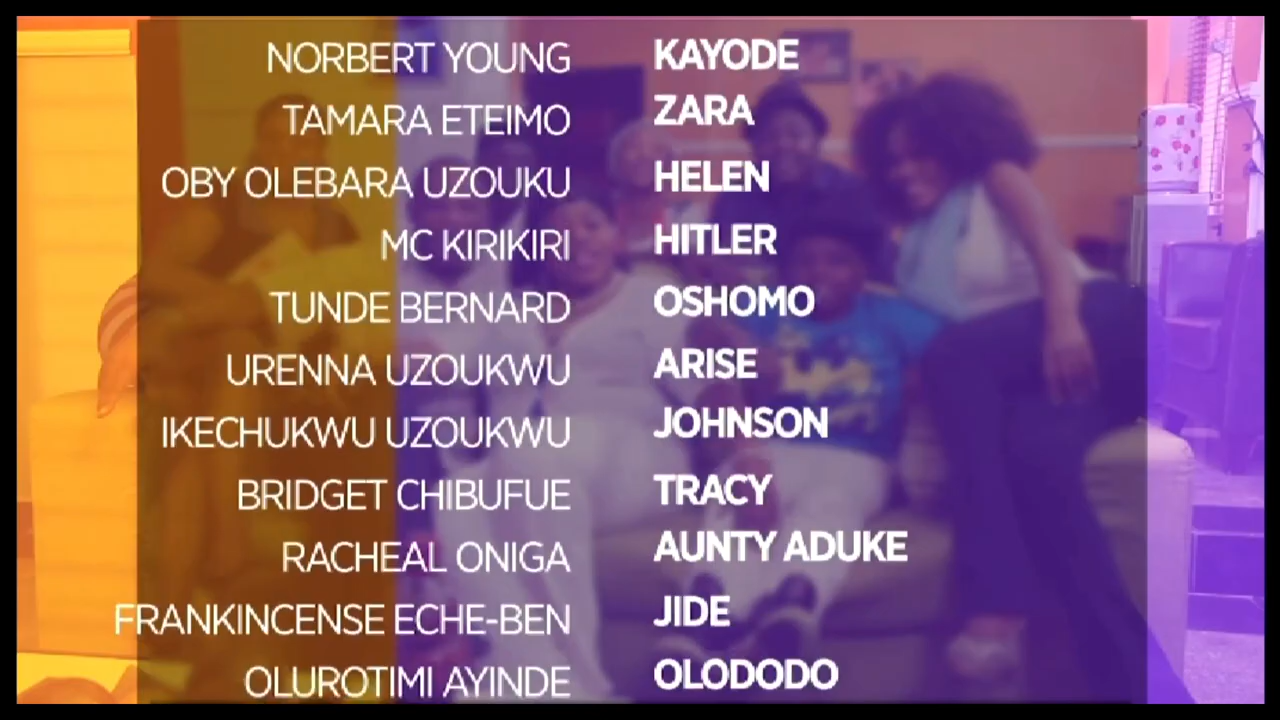 NORBERT YOUNG KAYODE
TAMARA ETEIMO ZARA
OBY OLEBARA UZOUKU HELEN
MC KIRIKIRI HITLER
TUNDE BERNARD OSHOMO
URENNA UZOUKWU ARISE
IKECHUKWU UZOUKWU JOHNSON
BRIDGET CHIBUFUE TRACY
RACHEAL ONIGA AUNTY ADUKE
FRANKINCENSE ECHE-BEN JIDE
OLUROTIMI AYINDE OLODODO